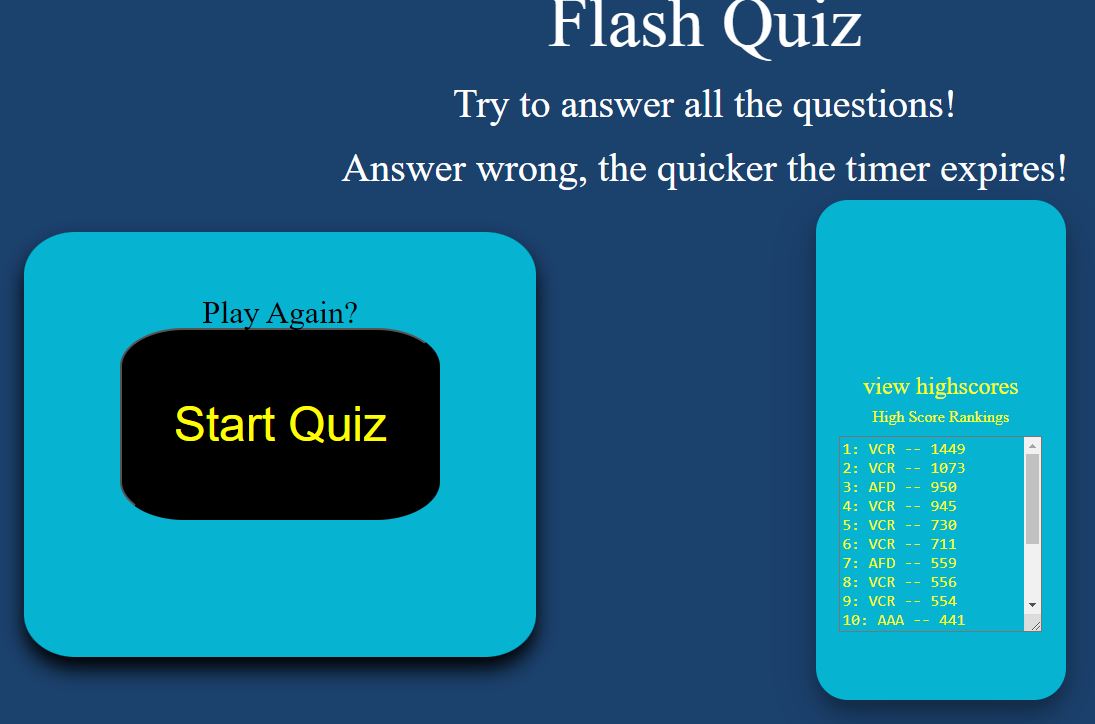 Flash Quiz
Try to answer all the questions!
Answer wrong, the quicker the timer expires!
Play Again?
Start Quiz
view highscores
High Score Rankings
1: VCR -- 1449
2: VCR -- 1073
3: AFD -- 950
4: VCR -- 945
5: VCR -- 730
6: VCR -- 711
7: AFD -- 559
8: VCR -- 556
9: VCR -- 554
10: AAA -- 441